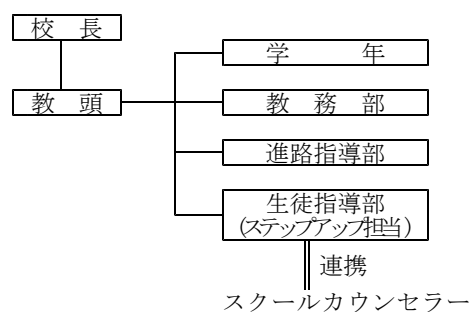 校　長
学　　　年
教　頭
教　務　部
進路指導部
生徒指導部
(ステップアップ担当)
連携
スクールカウンセラー